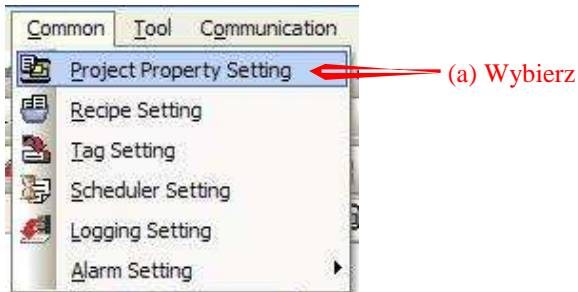 Common Tool Communication
Project Property Setting
(a) Wybierz
Recipe Setting
Tag Setting
Scheduler Setting
Logging Setting
Alarm Setting